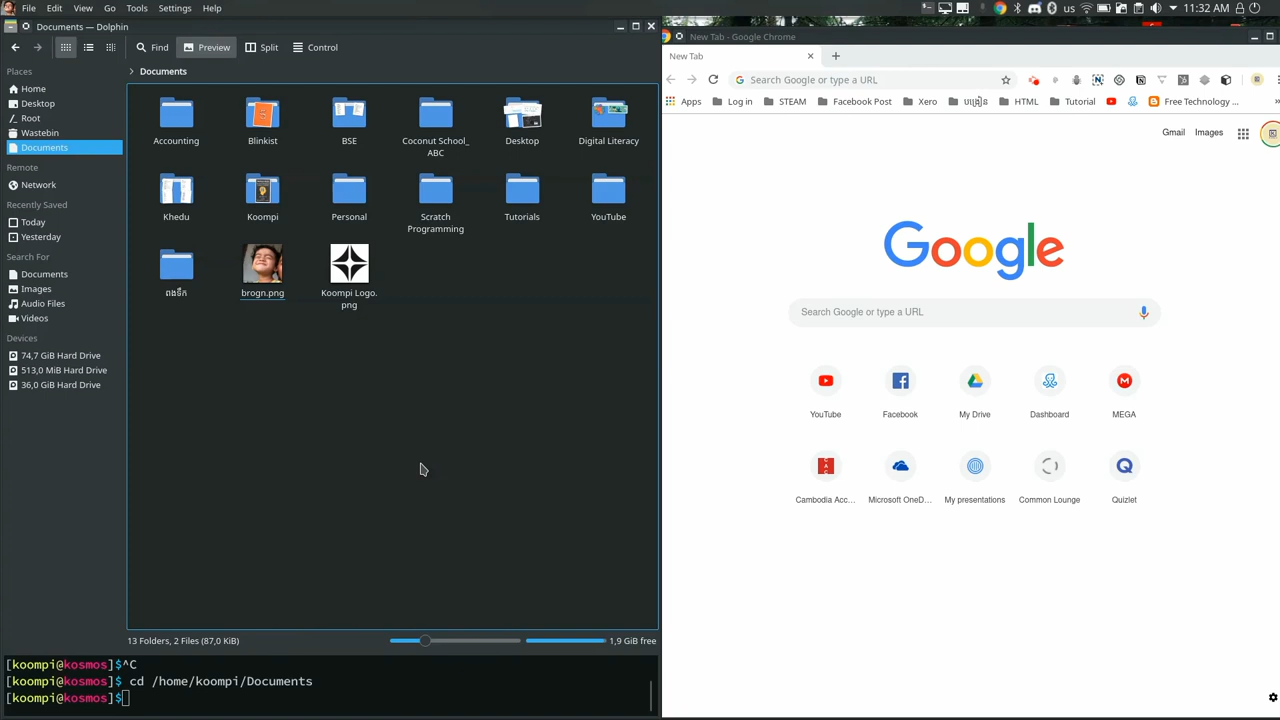 File Edit View Go Tools Settings Help
us 11:32 AM
Documents — Dolphin
Find Preview Split Control
Places
Home
Desktop
Root
Wastebin
Documents
Remote
Network
Recently Saved
Today
Yesterday
Search For
Documents
Images
Audio Files
Videos
Devices
74,7 GiB Hard Drive
513,0 MiB Hard Drive
36,0 GiB Hard Drive
Documents
Accounting Blinkist BSE Coconut School_ Desktop Digital Literacy
ABC
Khedu Koompi Personal Scratch Tutorials YouTube
Programming
brogn.png Koompi Logo.
png
13 Folders, 2 Files (87,0 KiB) 1,9 GiB free
[koompi@kosmos]$^C
[koompi@kosmos]$ cd /home/koompi/Documents
[koompi@kosmos]$
New Tab - Google Chrome
New Tab
Search Google or type a URL
Apps Log in STEAM Facebook Post Xero បង្រៀន HTML Tutorial Free Technology ...
Gmail Images
Google
Search Google or type a URL
YouTube Facebook My Drive Dashboard MEGA
Cambodia Acc... Microsoft OneD... My presentations Common Lounge Quizlet